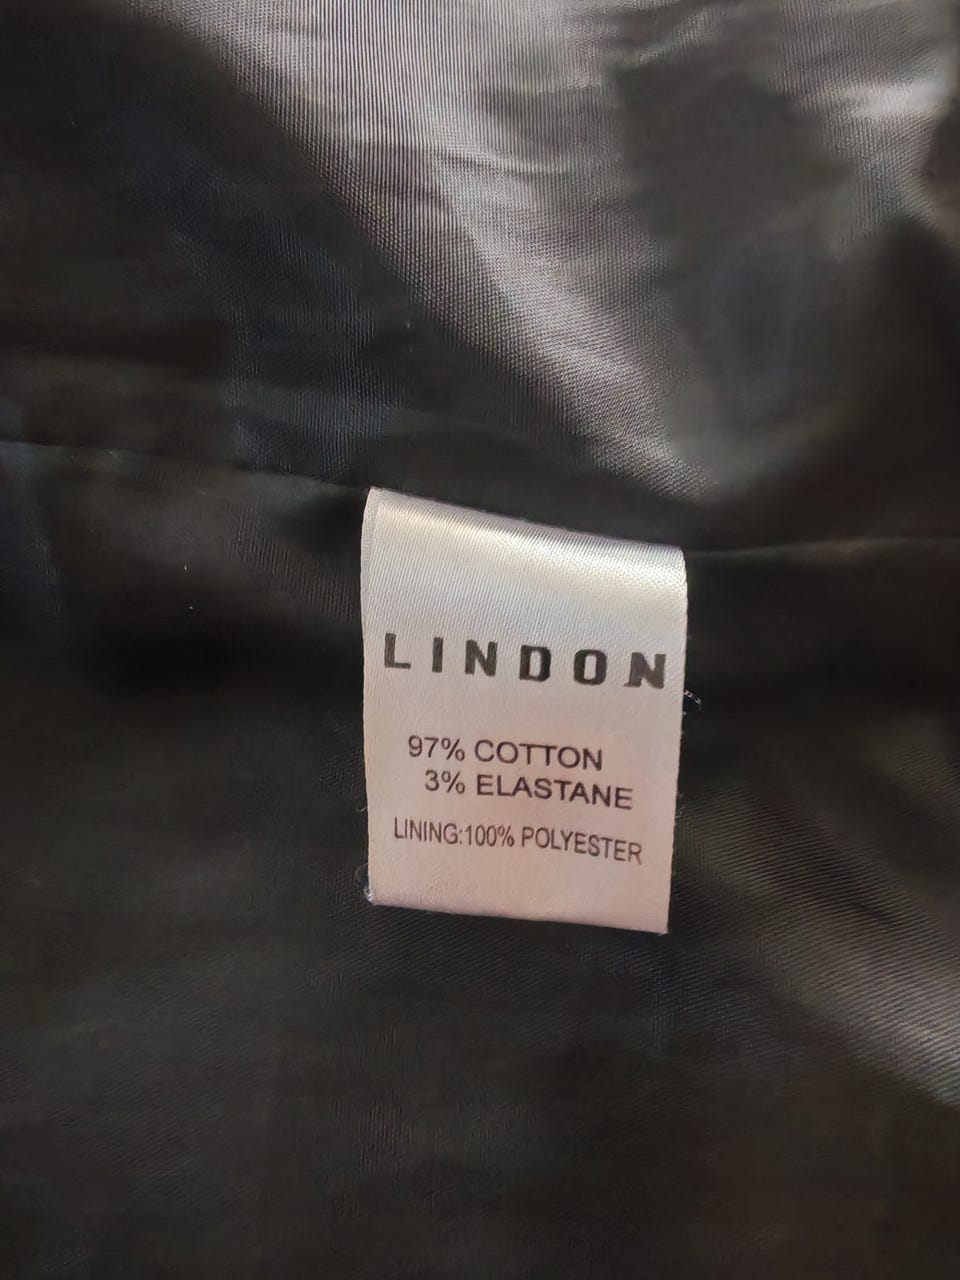 LINDON
97% COTTON
3% ELASTANE
LINING:100% POLYESTER